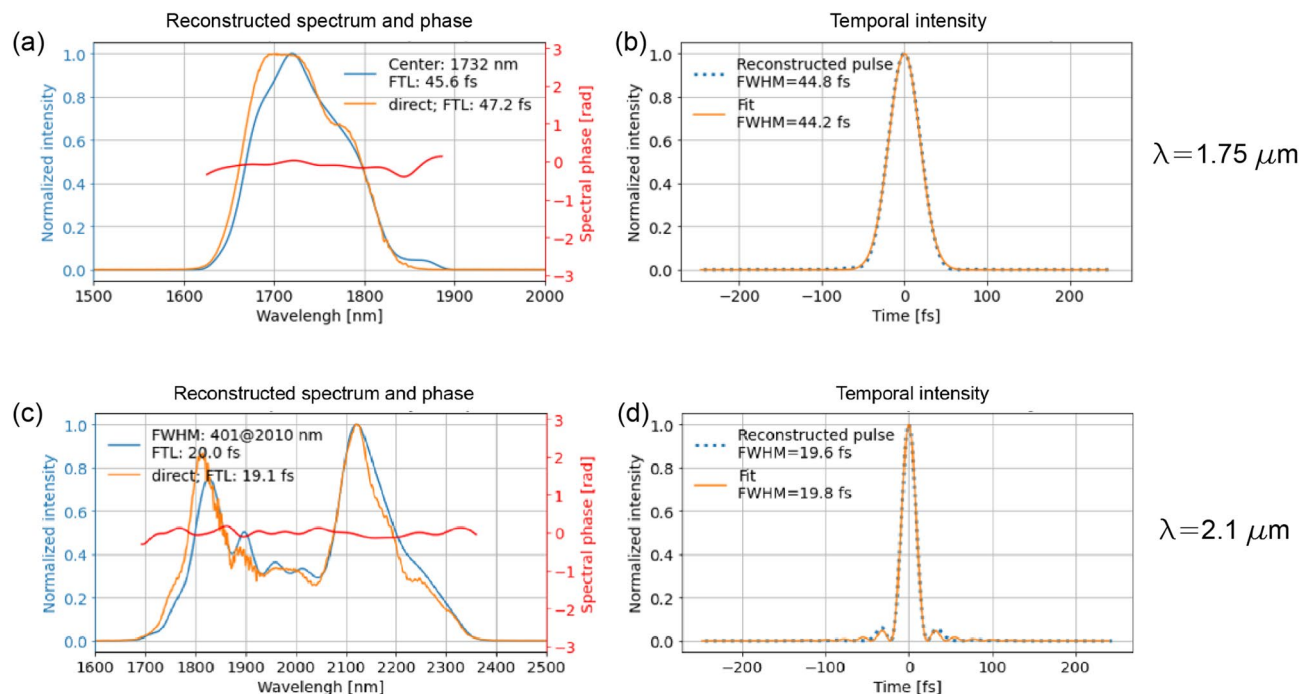 Reconstructed spectrum and phase
Temporal intensity
(a)
(b)
Center: 1732 nm
FTL: 45.6 fs
direct; FTL: 47.2 fs
Normalized intensity
1.0
0.8
0.6
0.4
0.2
0.0
3
2
1
0
−1
−2
−3
Spectral phase [rad]
1500
1600
1700
1800
1900
2000
Wavelengh [nm]
Reconstructed pulse
FWHM=44.8 fs
Fit
FWHM=44.2 fs
Normalized intensity
1.0
0.8
0.6
0.4
0.2
0.0
−200
−100
0
100
200
Time [fs]
λ=1.75 μm
Reconstructed spectrum and phase
Temporal intensity
(c)
(d)
FWHM: 401@2010 nm
FTL: 20.0 fs
direct; FTL: 19.1 fs
Normalized intensity
1.0
0.8
0.6
0.4
0.2
0.0
3
2
1
0
−1
−2
−3
Spectral phase [rad]
1600
1700
1800
1900
2000
2100
2200
2300
2400
2500
Wavelengh [nm]
Reconstructed pulse
FWHM=19.6 fs
Fit
FWHM=19.8 fs
Normalized intensity
1.0
0.8
0.6
0.4
0.2
0.0
−200
−100
0
100
200
Time [fs]
λ=2.1 μm